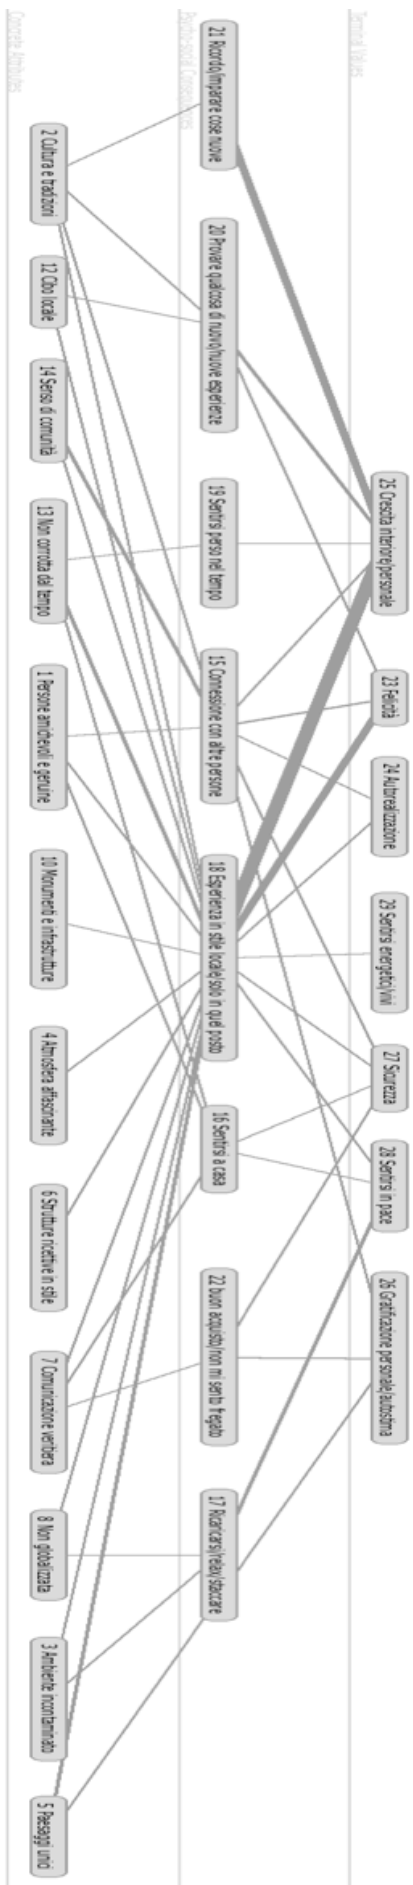 Terminal Values
25 Crescita interiore/personale
23 Felicità
24 Autorealizzazione
29 Sentirsi energetici/vivi
27 Sicurezza
28 Sentirsi in pace
26 Gratificazione personale/autostima
Psycho-social Consequences
21 Ricordo/imparare cose nuove
20 Provare qualcosa di nuovo/nuove esperienze
19 Sentirsi perso nel tempo
15 Connessione con altre persone
18 Esperienza in stile locale/solo in quel posto
16 Sentirsi a casa
22 buon acquisto/non mi sento fregato
17 Ricaricarsi/relax/staccare
Concrete Attributes
2 Cultura e tradizioni
12 Cibo locale
14 Senso di comunità
13 Non corrotta dal tempo
1 Persone amichevoli e genuine
10 Monumenti e infrastrutture
4 Atmosfera affascinante
6 Strutture ricettive in stile
7 Comunicazione veritiera
8 Non globalizzata
3 Ambiente incontaminato
5 Paesaggi unici